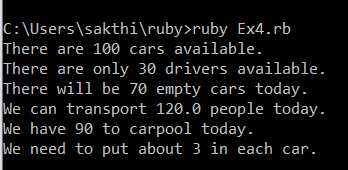 C:\Users\sakthi\ruby>ruby Ex4.rb
There are 100 cars available.
There are only 30 drivers available.
There will be 70 empty cars today.
We can transport 120.0 people today.
We have 90 to carpool today.
We need to put about 3 in each car.